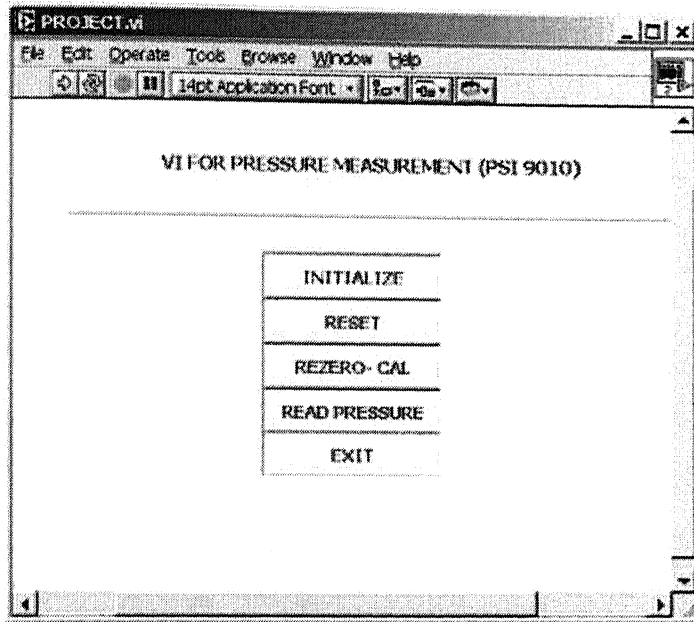 PROJECT.vi
File Edit Operate Tools Browse Window Help
14pt Application Font
VI FOR PRESSURE MEASUREMENT (PSI 9010)
INITIALIZE
RESET
REZERO- CAL
READ PRESSURE
EXIT